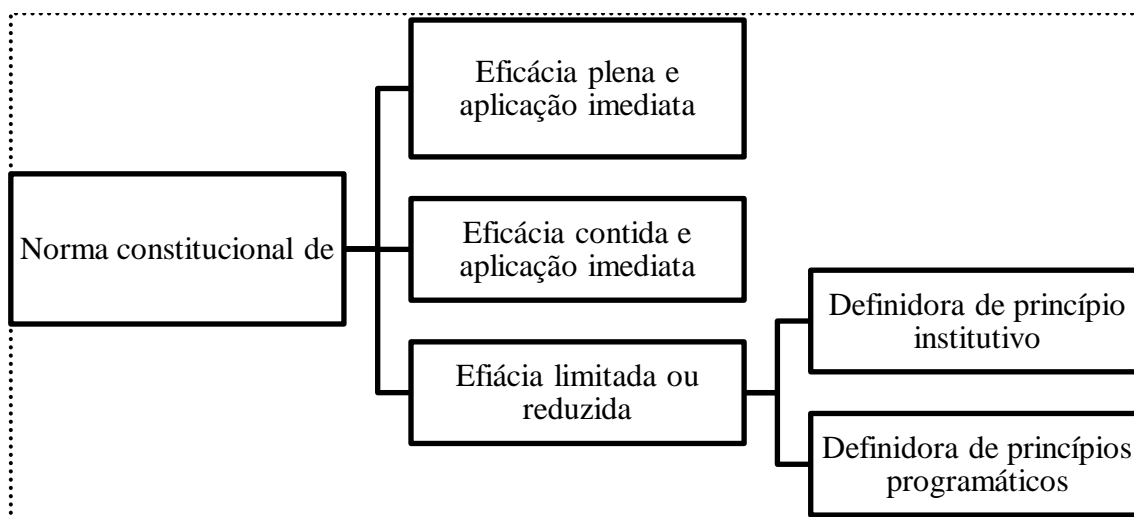 Norma constitucional de
Eficácia plena e
aplicação imediata
Eficácia contida e
aplicação imediata
Efiácia limitada ou
reduzida
Definidora de princípio
institutivo
Definidora de princípios
programáticos